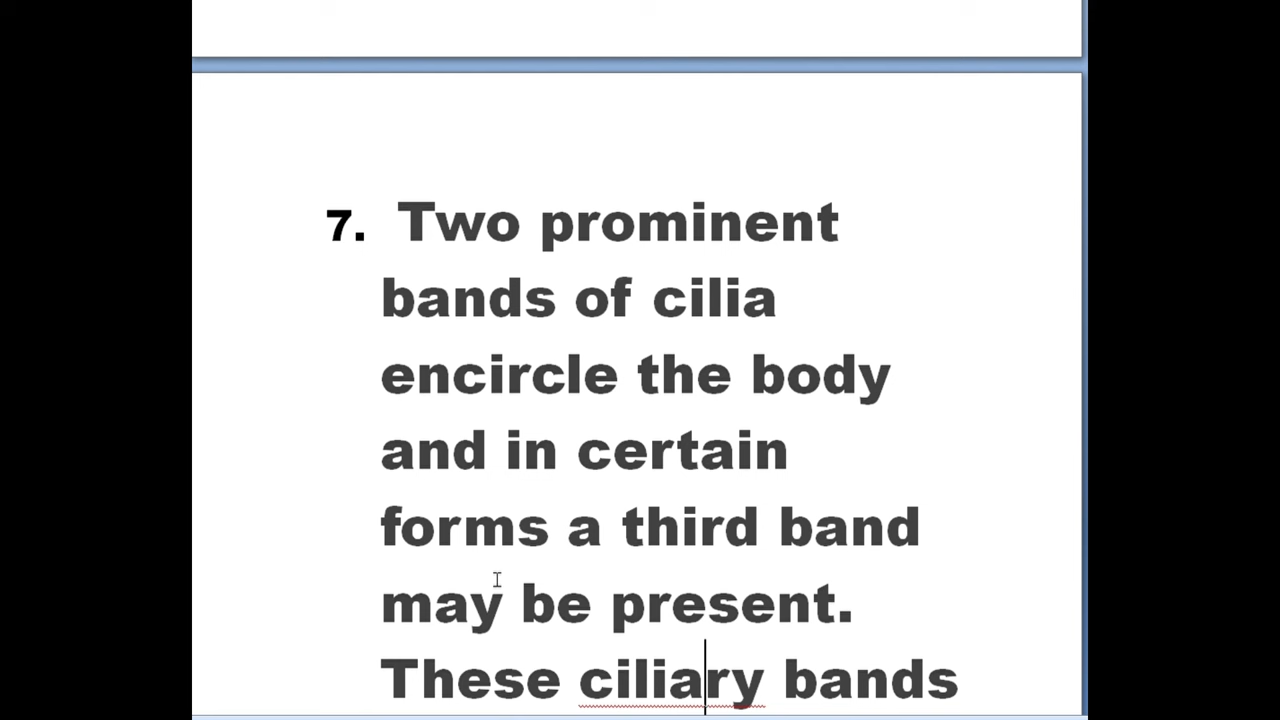 7. Two prominent
bands of cilia
encircle the body
and in certain
forms a third band
may be present.
These ciliary bands